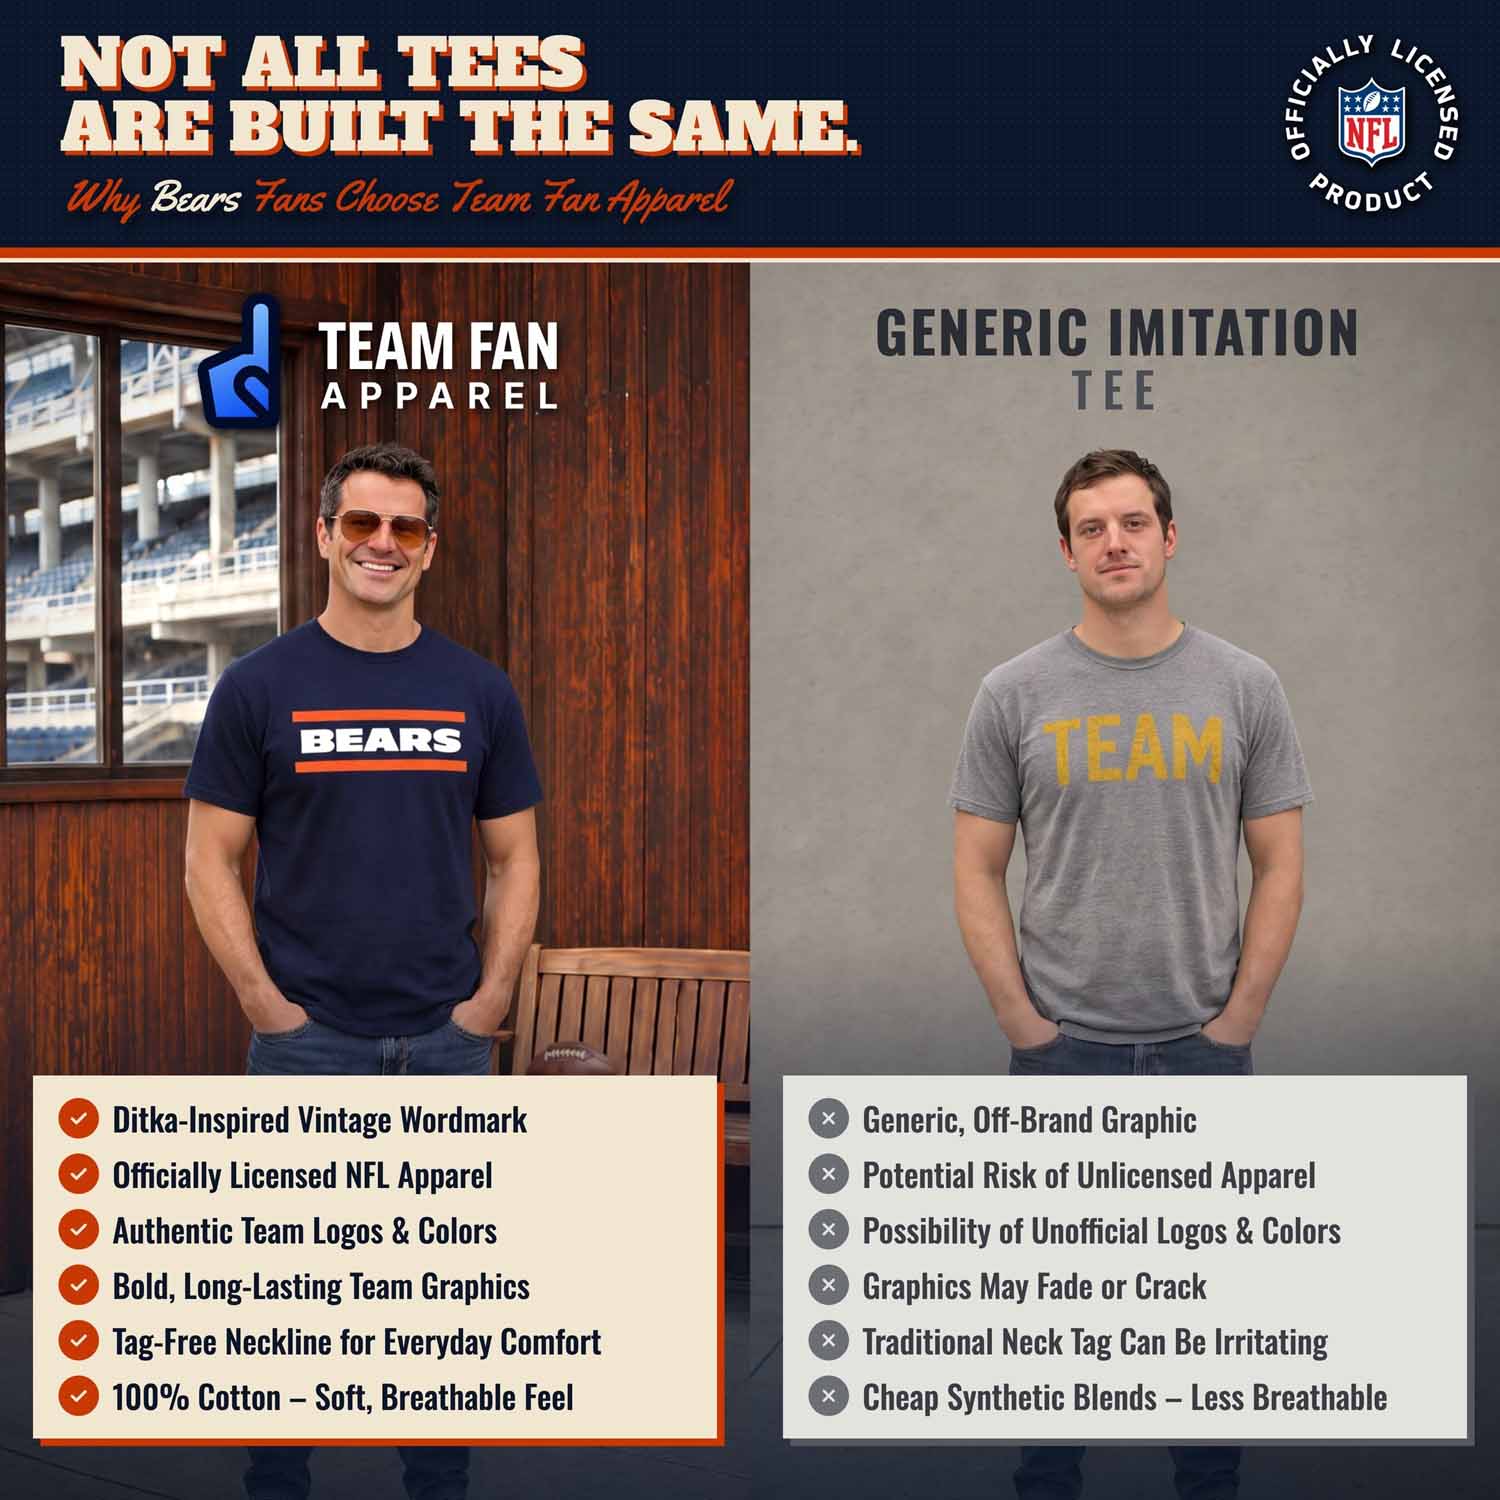 NOT ALL TEES
ARE BUILT THE SAME.
Why Bears Fans Choose Team Fan Apparel
OFFICIALLY LICENSED
NFL
PRODUCT
TEAM FAN
APPAREL
GENERIC IMITATION
TEE
BEARS
TEAM
Ditka-Inspired Vintage Wordmark
Officially Licensed NFL Apparel
Authentic Team Logos & Colors
Bold, Long-Lasting Team Graphics
Tag-Free Neckline for Everyday Comfort
100% Cotton – Soft, Breathable Feel
Generic, Off-Brand Graphic
Potential Risk of Unlicensed Apparel
Possibility of Unofficial Logos & Colors
Graphics May Fade or Crack
Traditional Neck Tag Can Be Irritating
Cheap Synthetic Blends – Less Breathable